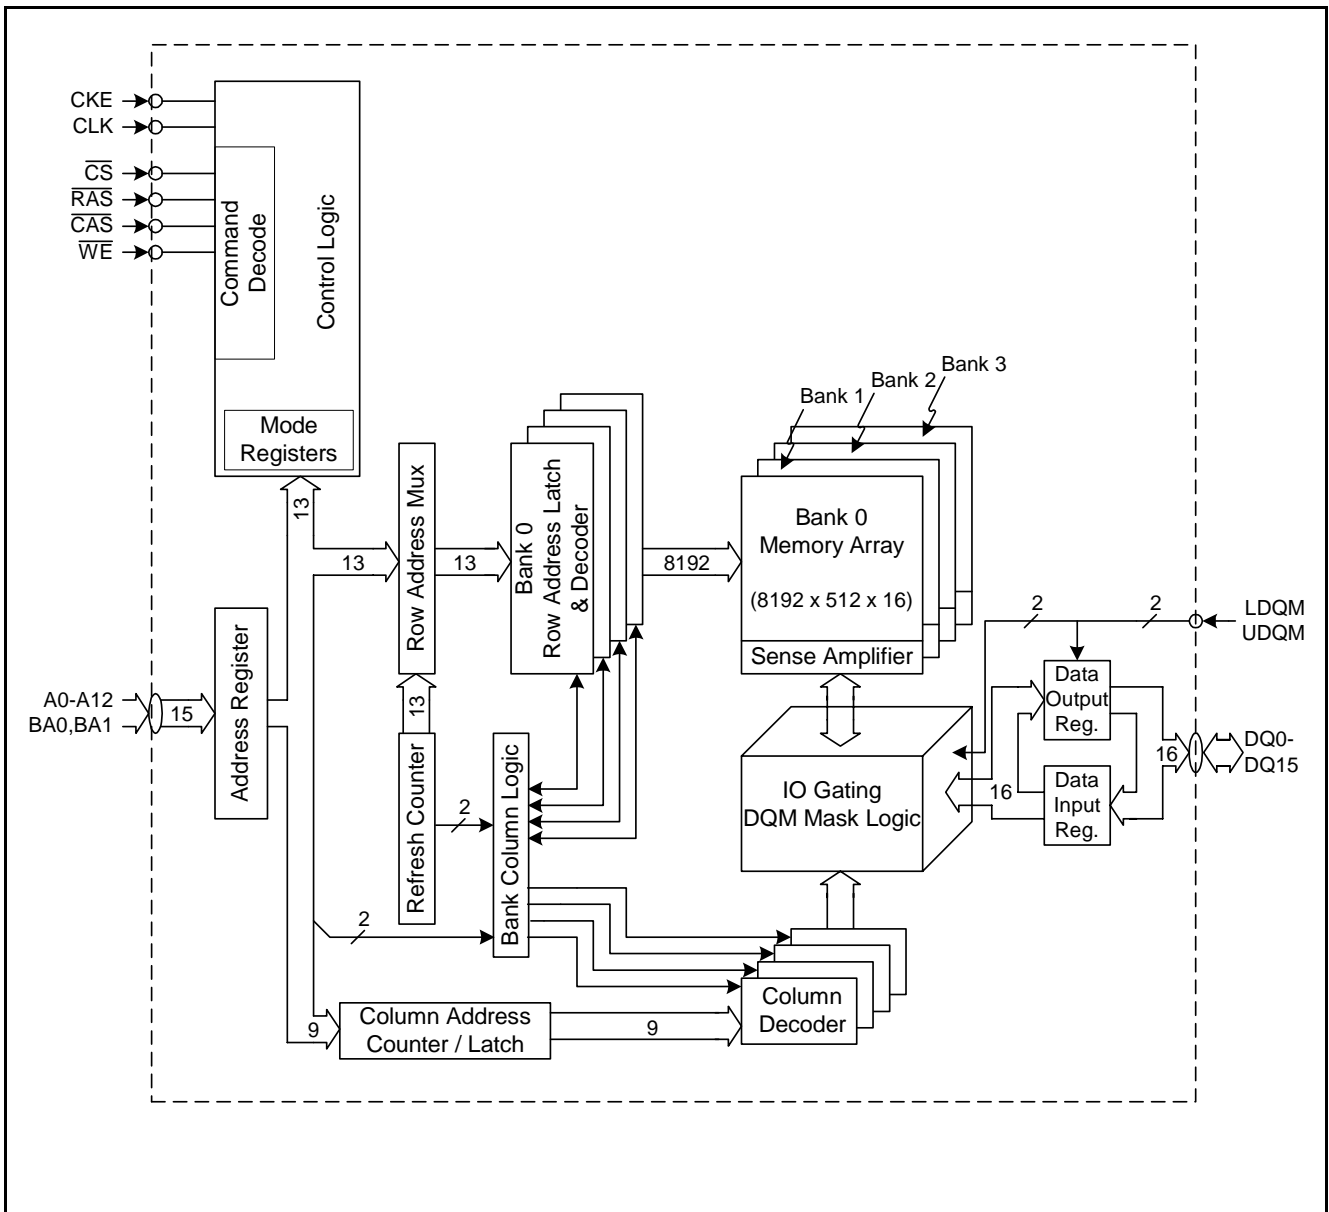 CKE
CLK
CS
RAS
CAS
WE
Command
Decode
Control Logic
Mode
Registers
13
Bank 3
Bank 2
Bank 1
13
Row Address Mux
13
Bank 0
Row Address Latch
& Decoder
8192
Bank 0
Memory Array
(8192 x 512 x 16)
Sense Amplifier
2
2
LDQM
UDQM
A0-A12
BA0,BA1
15
Address Register
13
Refresh Counter
2
Bank Column Logic
IO Gating
DQM Mask Logic
16
Data
Output
Reg.
Data
Input
Reg.
16
DQ0-
DQ15
2
9
Column Address
Counter / Latch
9
Column
Decoder